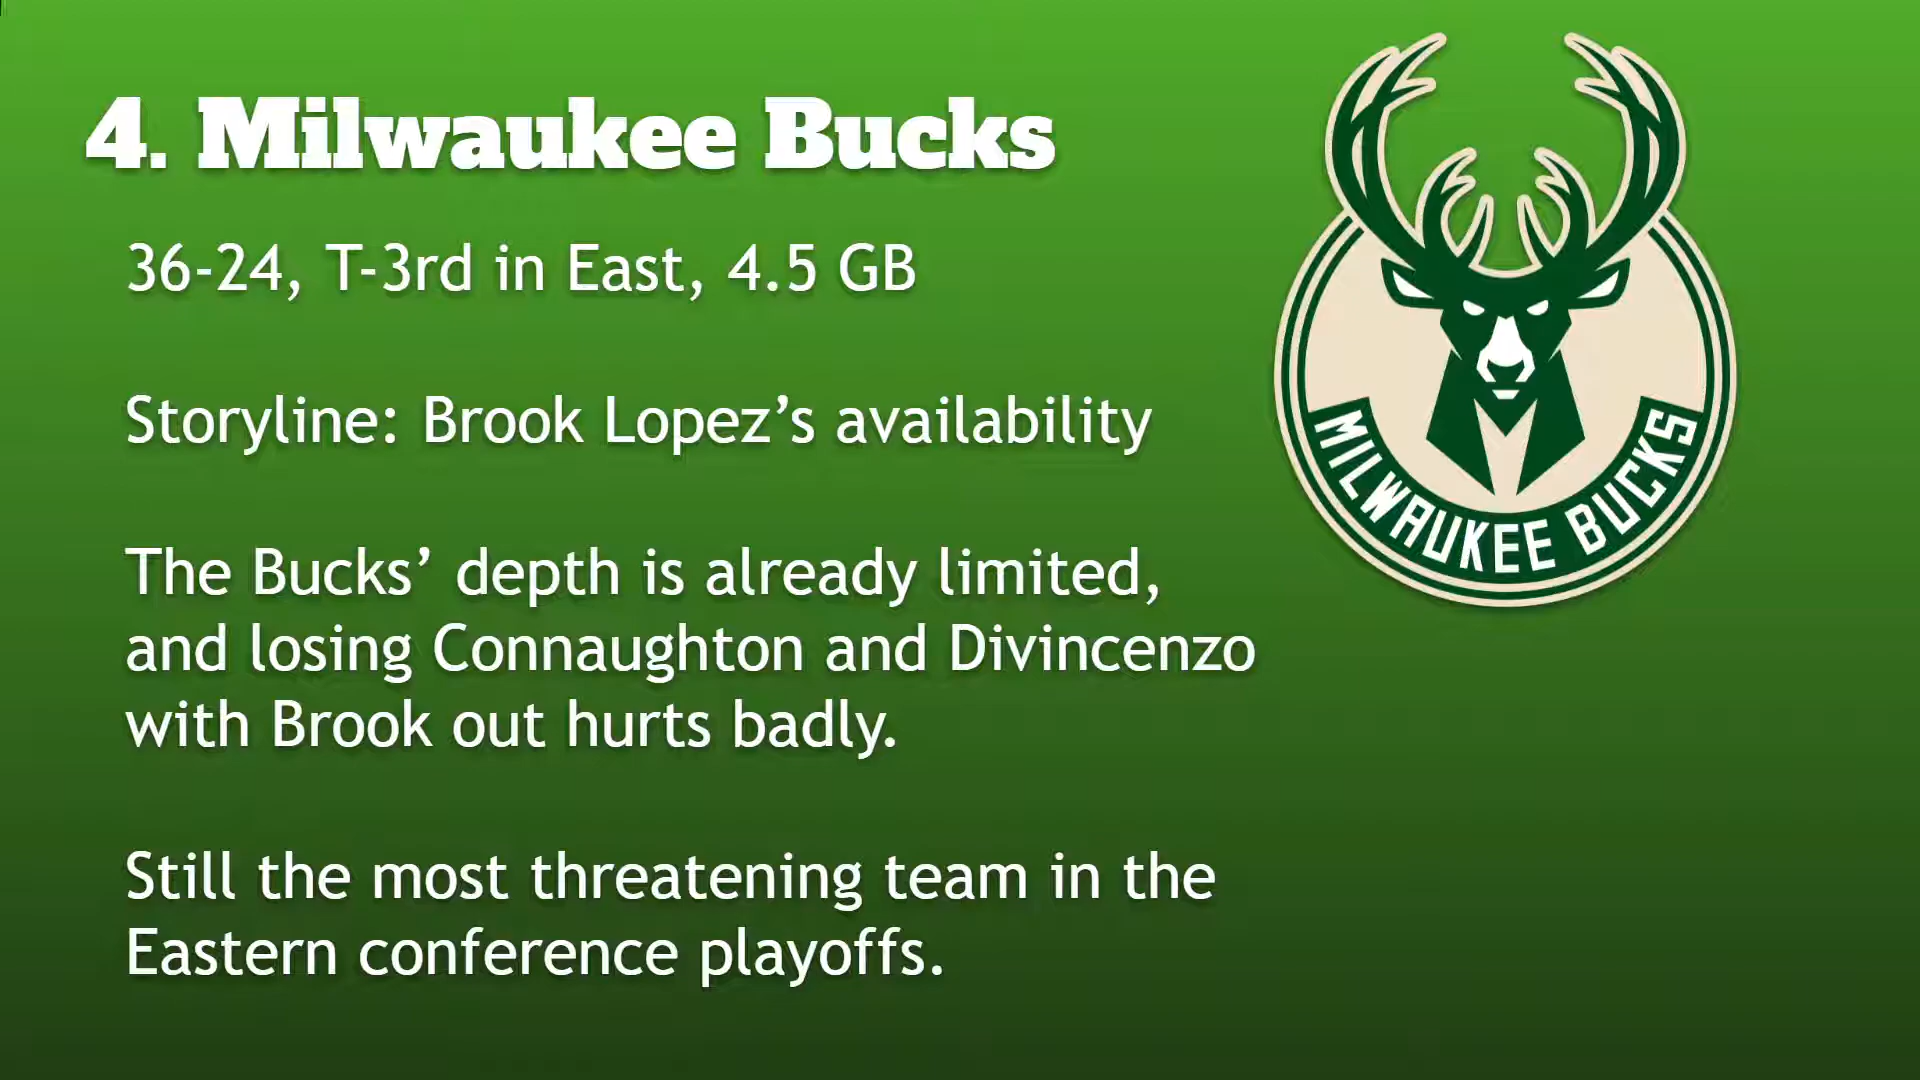 4. Milwaukee Bucks
36-24, T-3rd in East, 4.5 GB
Storyline: Brook Lopez’s availability
The Bucks’ depth is already limited,
and losing Connaughton and Divincenzo
with Brook out hurts badly.
Still the most threatening team in the
Eastern conference playoffs.
MILWAUKEE BUCKS